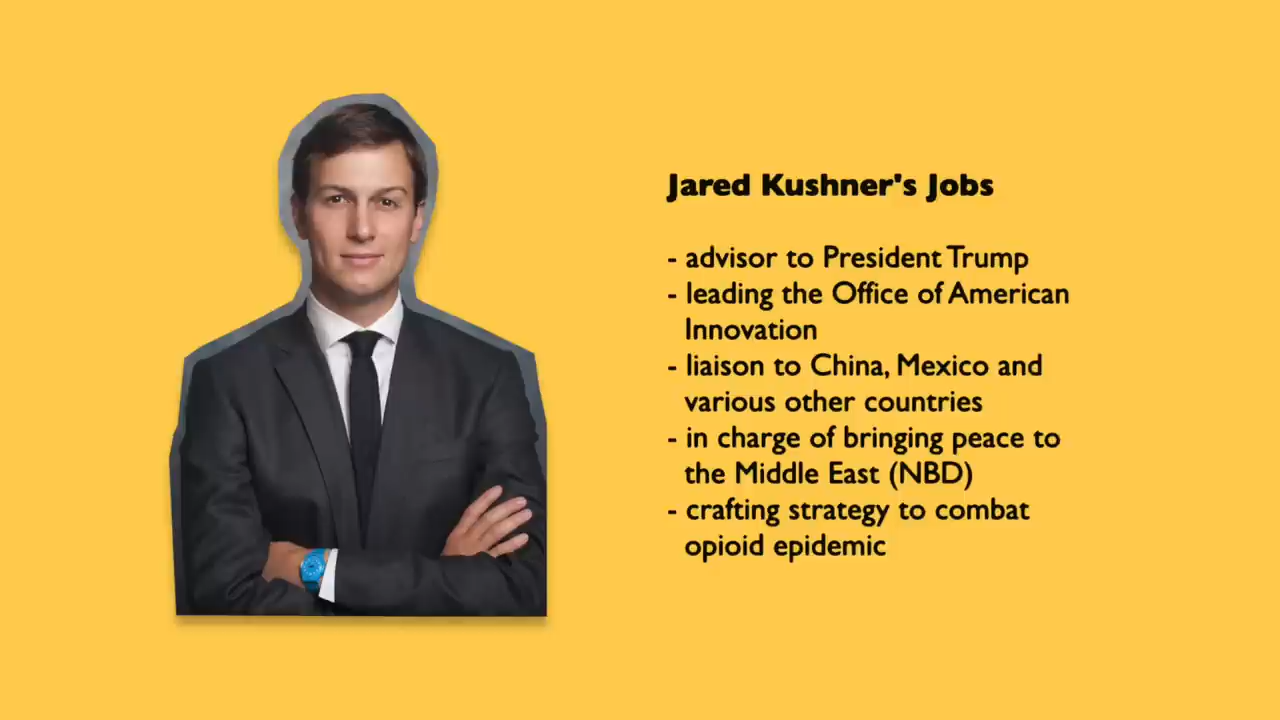 Jared Kushner's Jobs
- advisor to President Trump
- leading the Office of American
Innovation
- liaison to China, Mexico and
various other countries
- in charge of bringing peace to
the Middle East (NBD)
- crafting strategy to combat
opioid epidemic